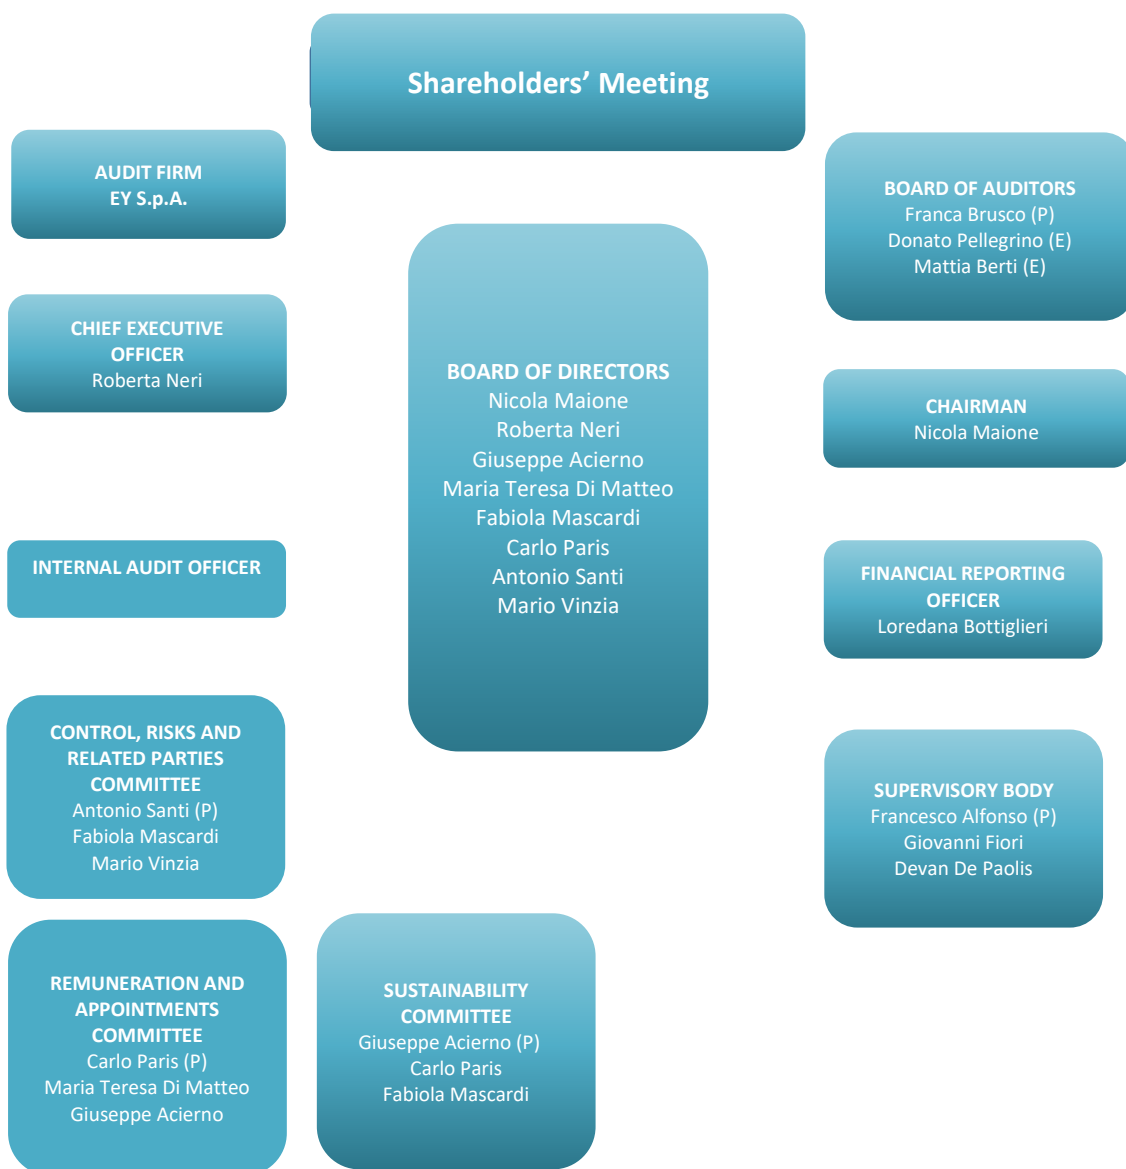 Shareholders’ Meeting
AUDIT FIRM
EY S.p.A.
BOARD OF AUDITORS
Franca Brusco (P)
Donato Pellegrino (E)
Mattia Berti (E)
CHIEF EXECUTIVE
OFFICER
Roberta Neri
BOARD OF DIRECTORS
Nicola Maione
Roberta Neri
Giuseppe Acierno
Maria Teresa Di Matteo
Fabiola Mascardi
Carlo Paris
Antonio Santi
Mario Vinzia
CHAIRMAN
Nicola Maione
INTERNAL AUDIT OFFICER
FINANCIAL REPORTING
OFFICER
Loredana Bottiglieri
CONTROL, RISKS AND
RELATED PARTIES
COMMITTEE
Antonio Santi (P)
Fabiola Mascardi
Mario Vinzia
SUPERVISORY BODY
Francesco Alfonso (P)
Giovanni Fiori
Devan De Paolis
REMUNERATION AND
APPOINTMENTS
COMMITTEE
Carlo Paris (P)
Maria Teresa Di Matteo
Giuseppe Acierno
SUSTAINABILITY
COMMITTEE
Giuseppe Acierno (P)
Carlo Paris
Fabiola Mascardi